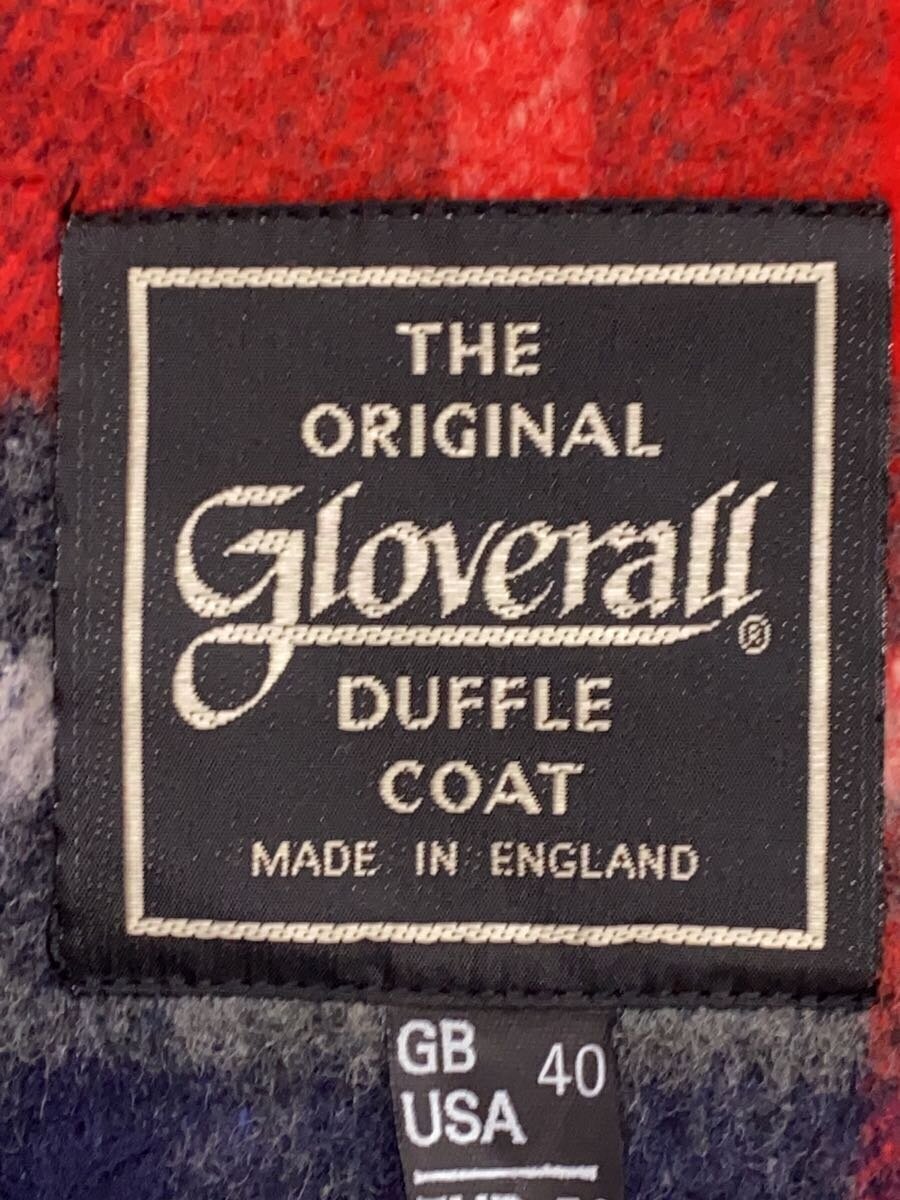 THE
ORIGINAL
Gloverall®
DUFFLE
COAT
MADE IN ENGLAND
GB
USA 40